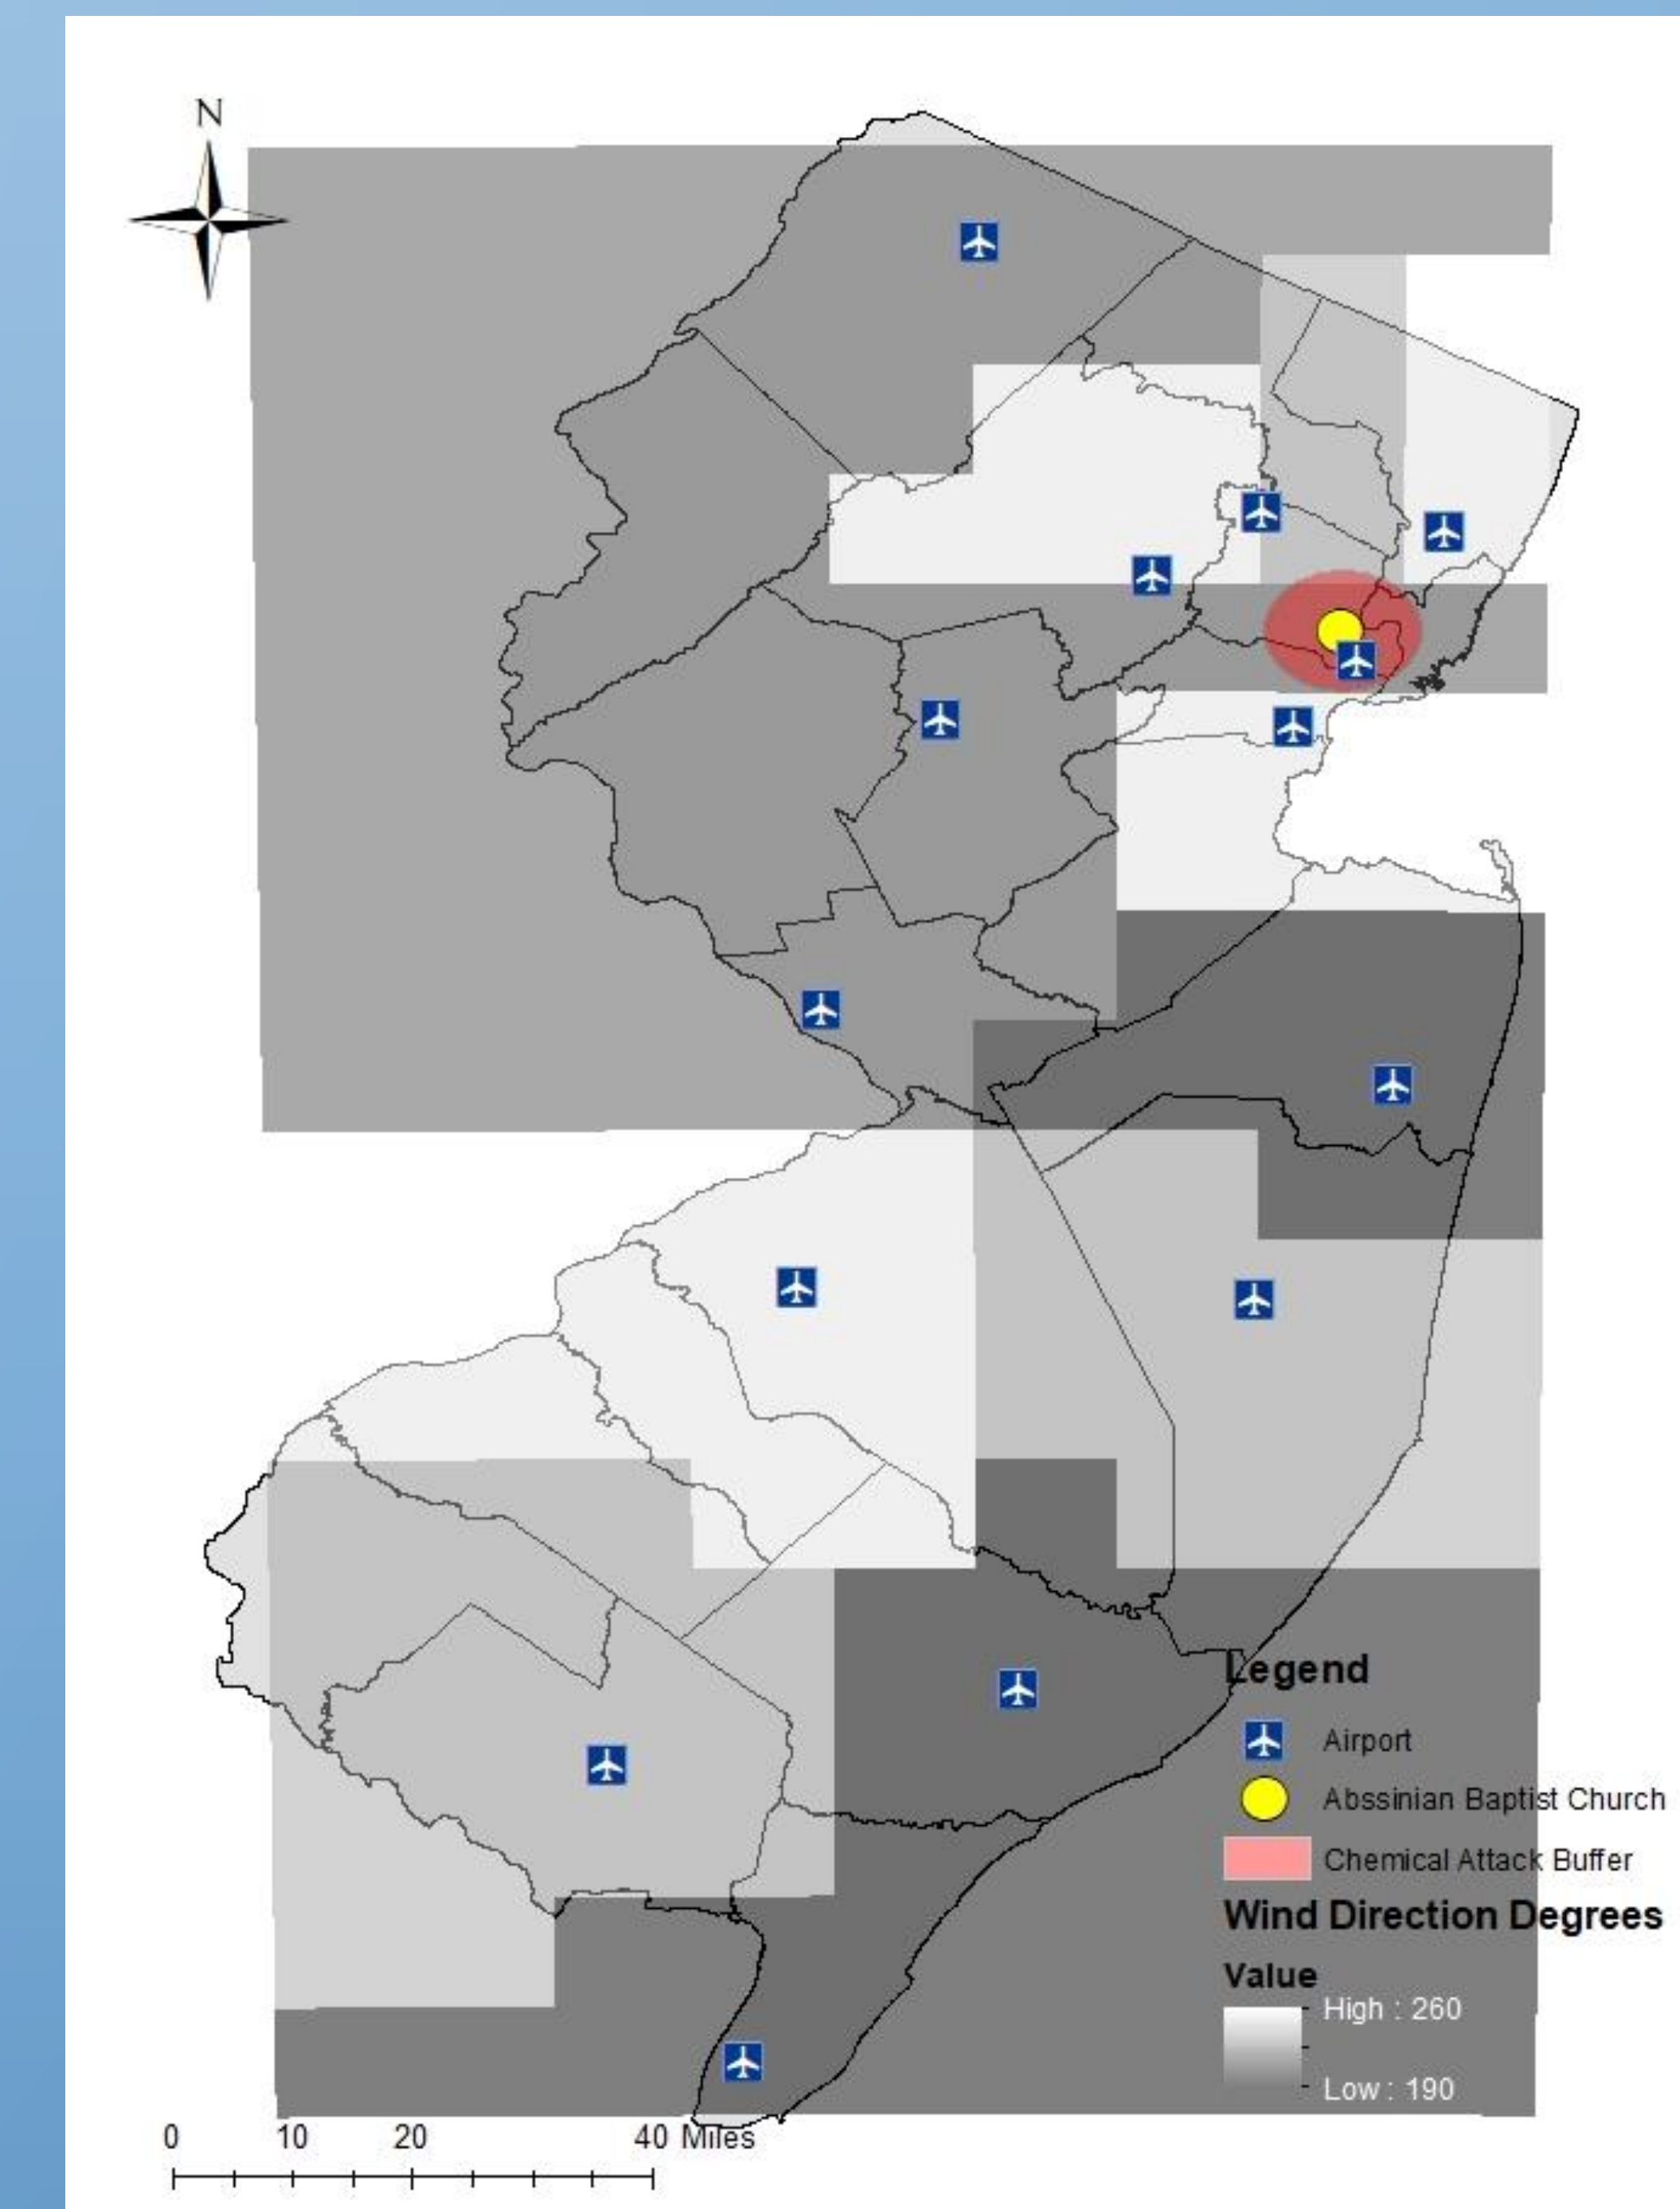 N
Legend
Airport
Abssinian Baptist Church
Chemical Attack Buffer
Wind Direction Degrees
Value
High : 260
Low : 190
0 10 20 40 Miles